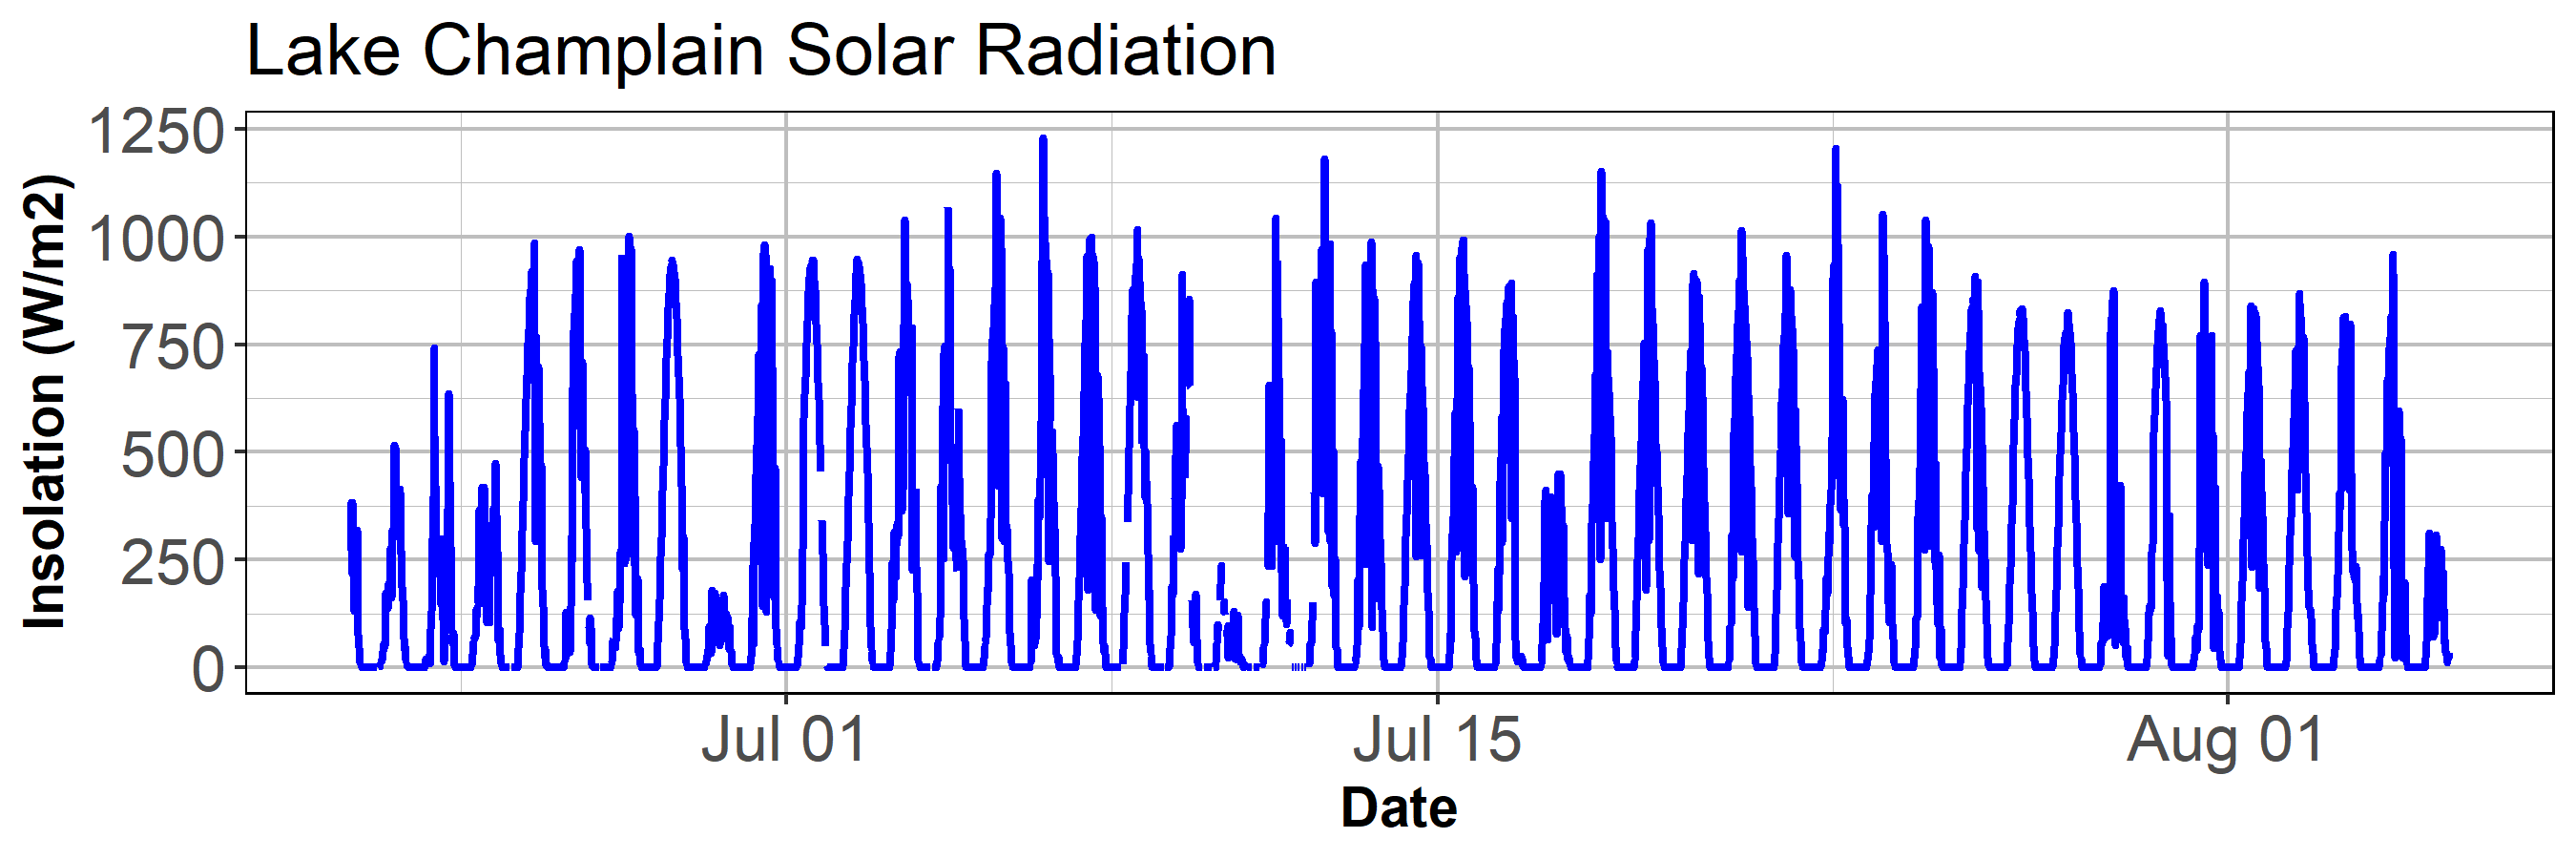 Lake Champlain Solar Radiation
Insolation (W/m2)
1250
1000
750
500
250
0
Jul 01 Jul 15 Aug 01
Date